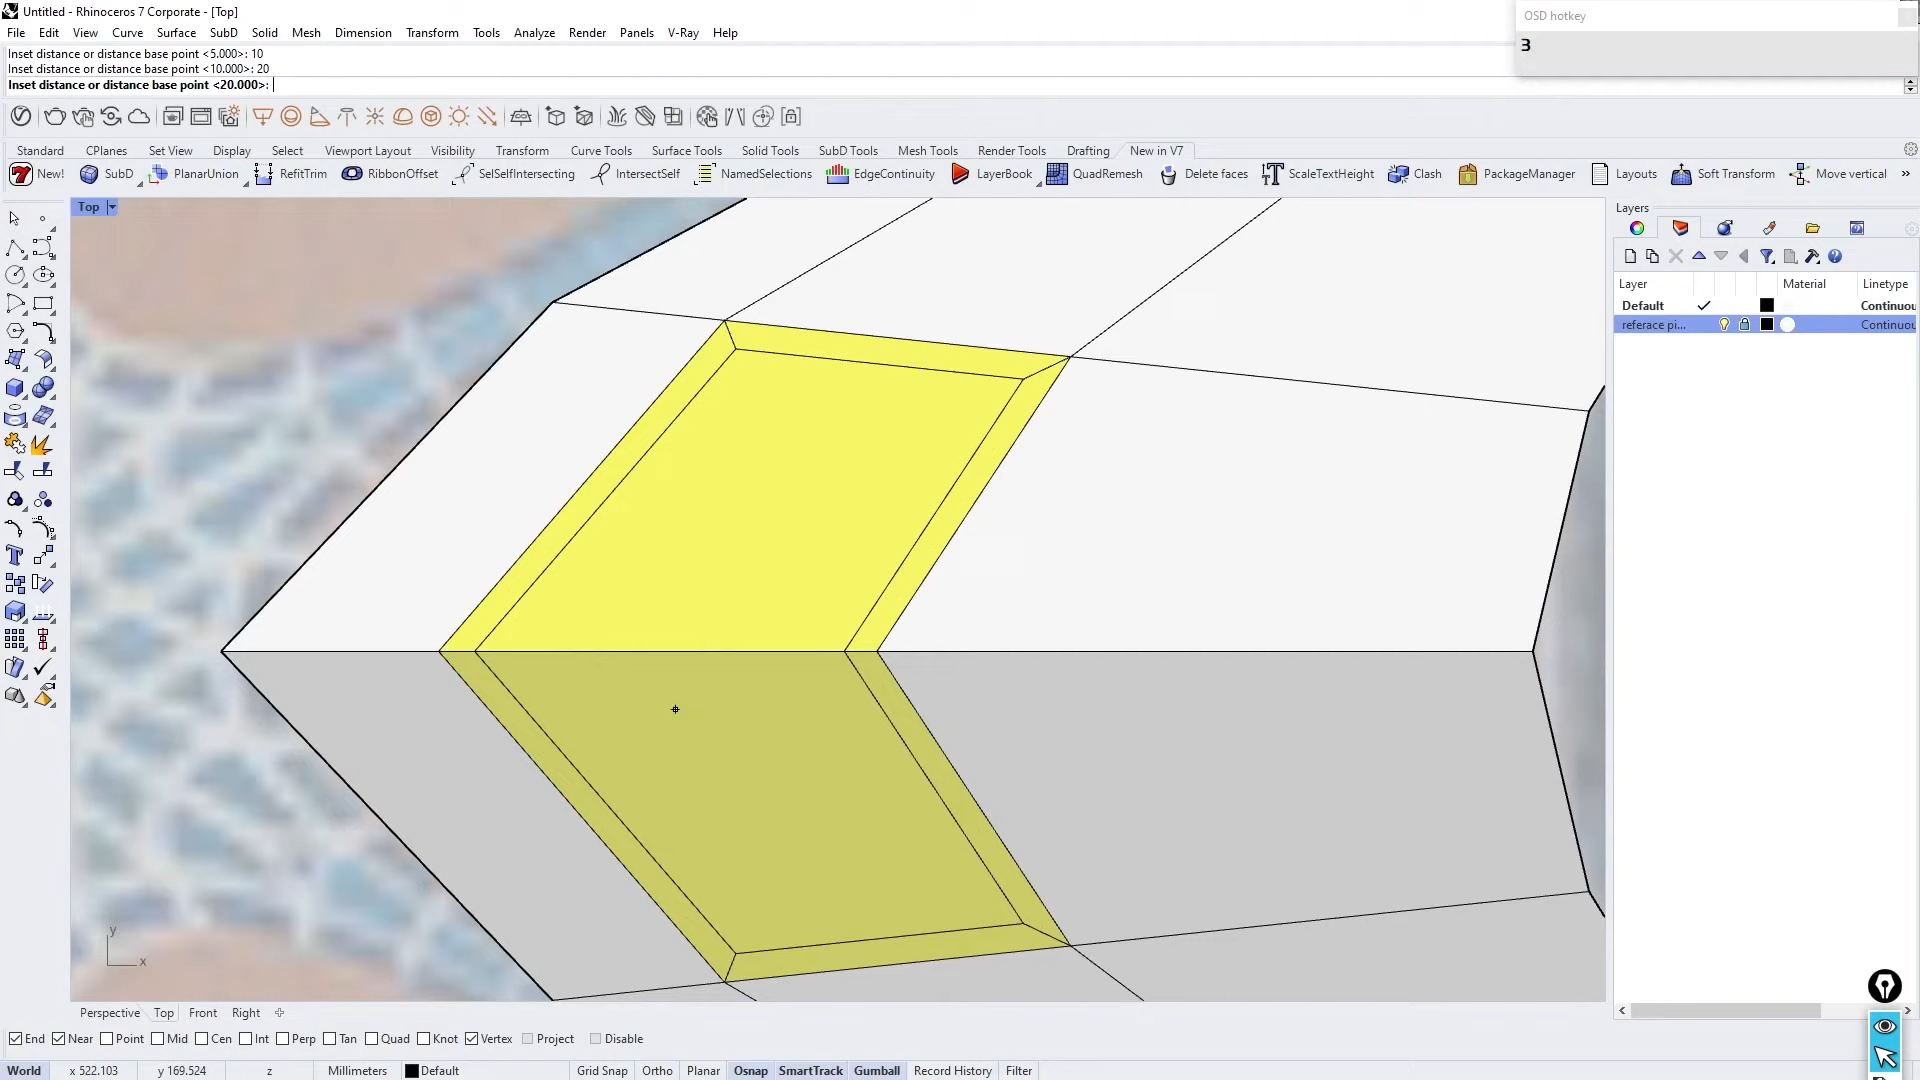 Untitled - Rhinoceros 7 Corporate - [Top]
OSD hotkey
3
File Edit View Curve Surface SubD Solid Mesh Dimension Transform Tools Analyze Render Panels V-Ray Help
Inset distance or distance base point <5.000>: 10
Inset distance or distance base point <10.000>: 20
Inset distance or distance base point <20.000>:
Standard CPlanes Set View Display Select Viewport Layout Visibility Transform Curve Tools Surface Tools Solid Tools SubD Tools Mesh Tools Render Tools Drafting New in V7
7 New! SubD PlanarUnion RefitTrim RibbonOffset SelSelfIntersecting IntersectSelf NamedSelections EdgeContinuity LayerBook QuadRemesh Delete faces ScaleTextHeight Clash PackageManager Layouts Soft Transform Move vertical »
Top
Layers
Layer Material Linetype
Default Continuou
referace pi... Continuou
y
x
Perspective Top Front Right
End Near Point Mid Cen Int Perp Tan Quad Knot Vertex Project Disable
World x 522.103 y 169.524 z Millimeters Default Grid Snap Ortho Planar Osnap SmartTrack Gumball Record History Filter